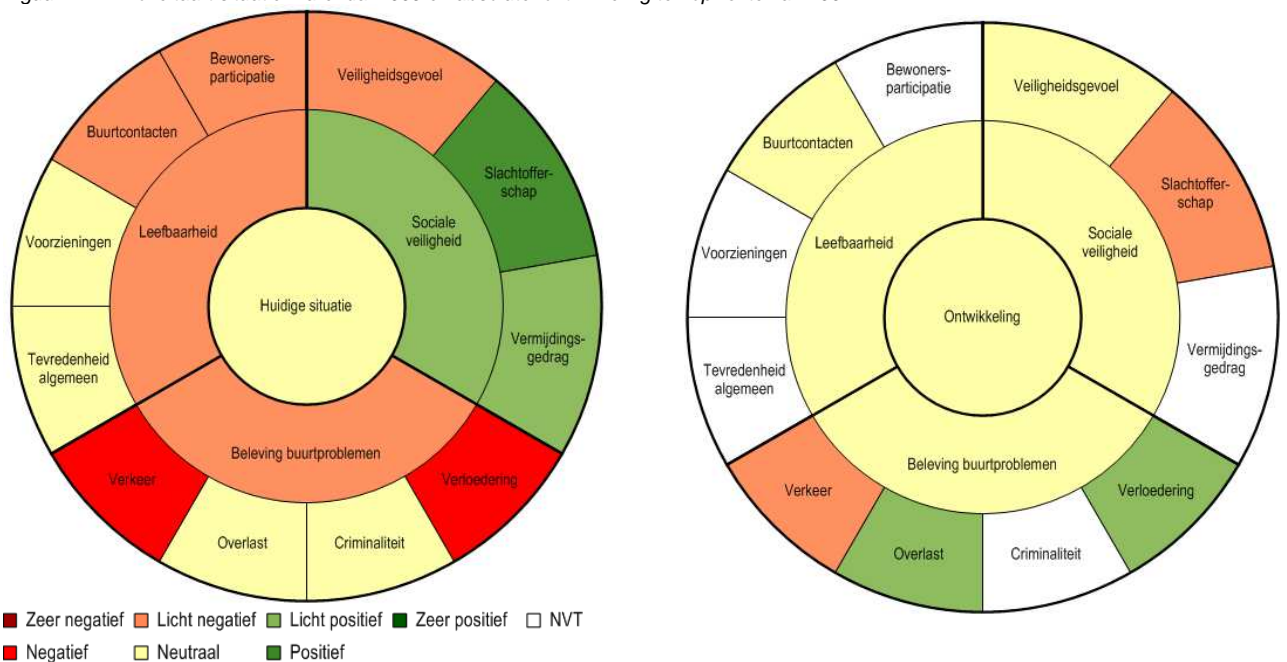 Bewoners-
participatie
Veiligheidsgevoel
Buurtcontacten
Slachtoffer-
schap
Voorzieningen
Leefbaarheid
Sociale
veiligheid
Huidige situatie
Vermijdings-
gedrag
Tevredenheid
algemeen
Beleving buurtproblemen
Verkeer
Verloedering
Overlast
Criminaliteit
Bewoners-
participatie
Veiligheidsgevoel
Buurtcontacten
Slachtoffer-
schap
Voorzieningen
Leefbaarheid
Sociale
veiligheid
Ontwikkeling
Vermijdings-
gedrag
Tevredenheid
algemeen
Beleving buurtproblemen
Verkeer
Verloedering
Overlast
Criminaliteit
Zeer negatief Licht negatief Licht positief Zeer positief NVT
Negatief Neutraal Positief